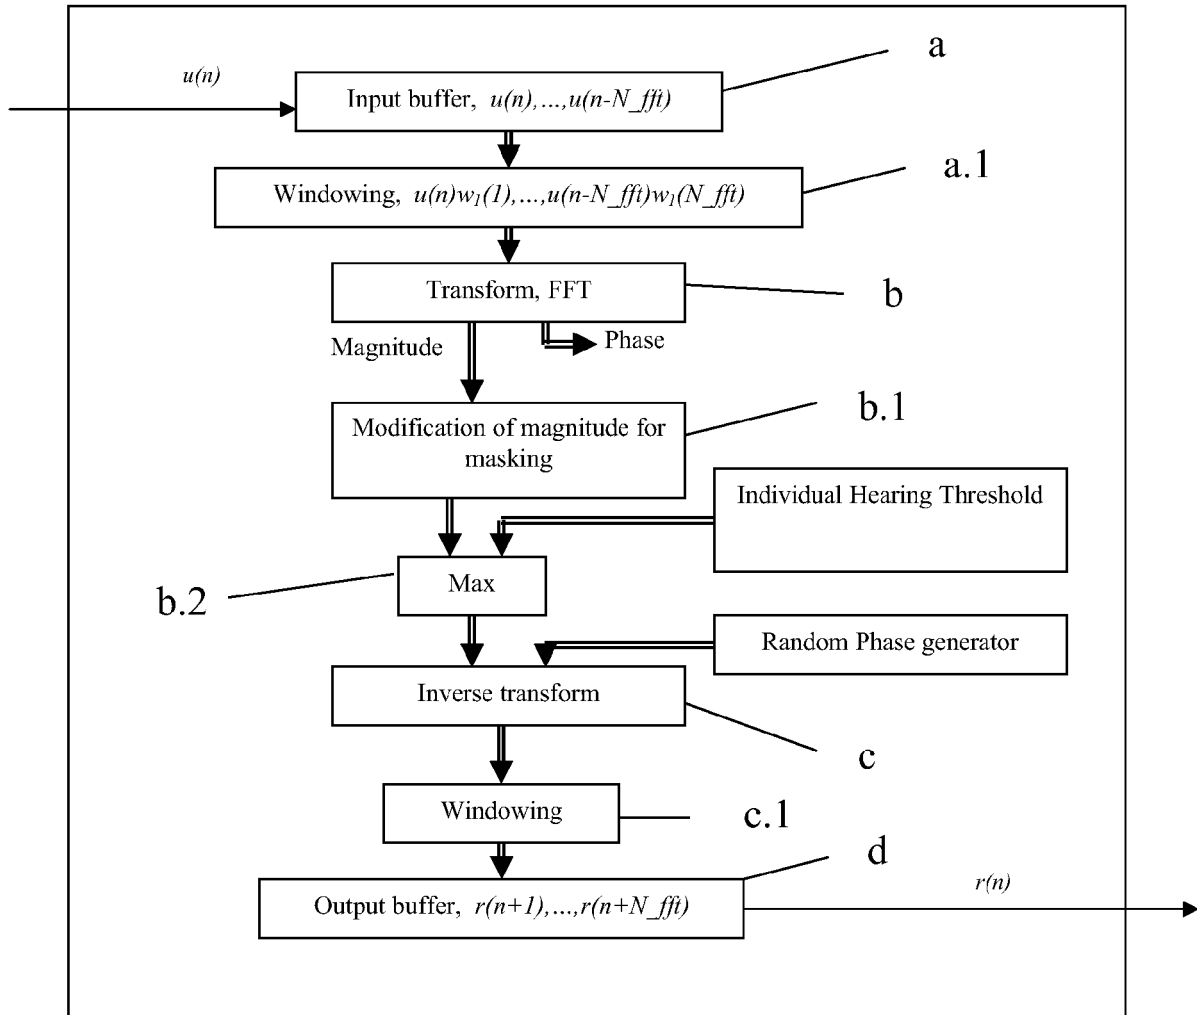 a
u(n)
Input buffer, u(n),...,u(n-N_fft)
a.1
Windowing, u(n)w₁(1),...,u(n-N_fft)w₁(N_fft)
b
Transform, FFT
Magnitude
Phase
b.1
Modification of magnitude for
masking
Individual Hearing Threshold
b.2
Max
Random Phase generator
Inverse transform
c
Windowing
c.1
d
Output buffer, r(n+1),...,r(n+N_fft)
r(n)